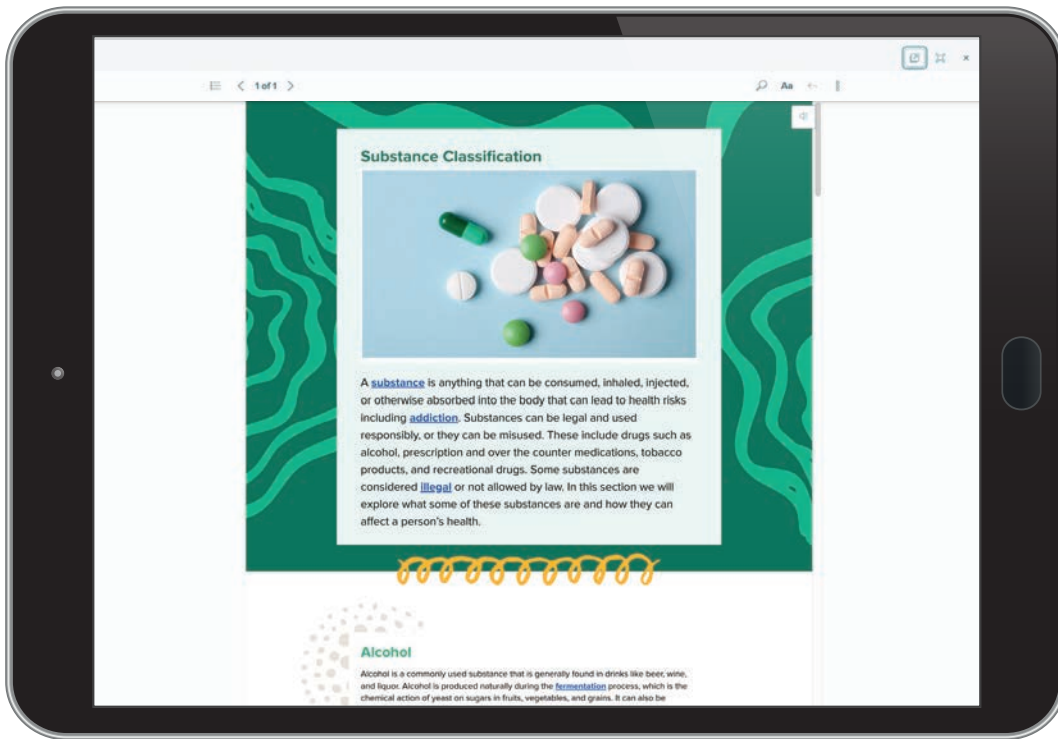 1 of 1
Aa
Substance Classification
A substance is anything that can be consumed, inhaled, injected,
or otherwise absorbed into the body that can lead to health risks
including addiction. Substances can be legal and used
responsibly, or they can be misused. These include drugs such as
alcohol, prescription and over the counter medications, tobacco
products, and recreational drugs. Some substances are
considered illegal or not allowed by law. In this section we will
explore what some of these substances are and how they can
affect a person's health.
Alcohol
Alcohol is a commonly used substance that is generally found in drinks like beer, wine,
and liquor. Alcohol is produced naturally during the fermentation process, which is the
chemical action of yeast on sugars in fruits, vegetables, and grains. It can also be